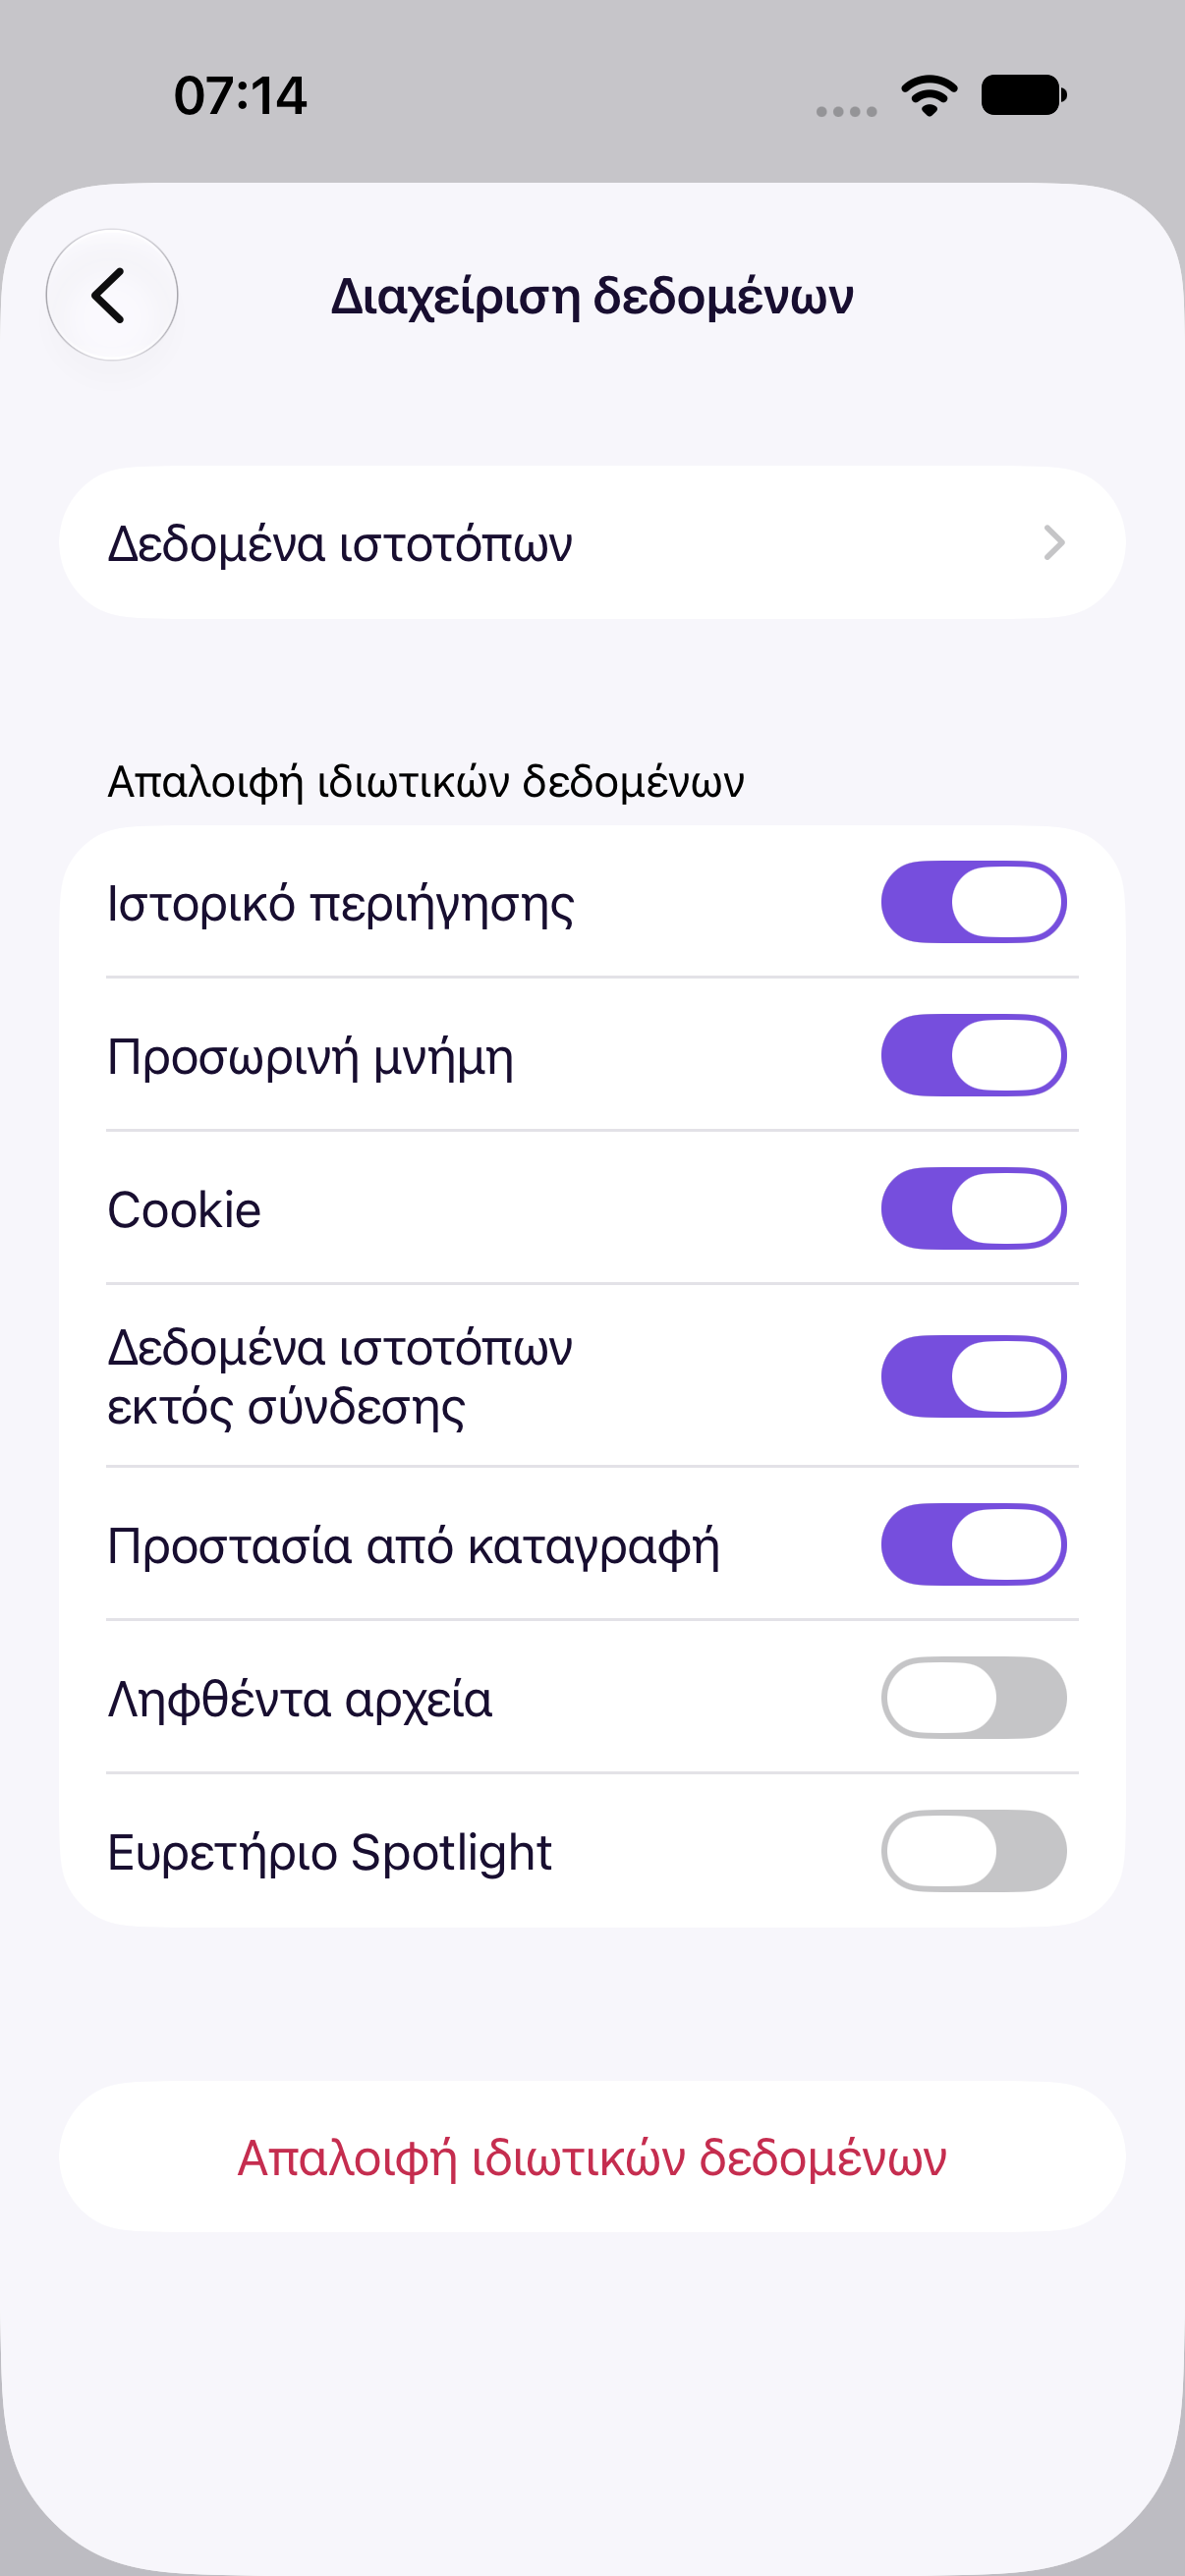 07:14
Διαχείριση δεδομένων
Δεδομένα ιστοτόπων
Απαλοιφή ιδιωτικών δεδομένων
Ιστορικό περιήγησης
Προσωρινή μνήμη
Cookie
Δεδομένα ιστοτόπων
εκτός σύνδεσης
Προστασία από καταγραφή
Ληφθέντα αρχεία
Ευρετήριο Spotlight
Απαλοιφή ιδιωτικών δεδομένων